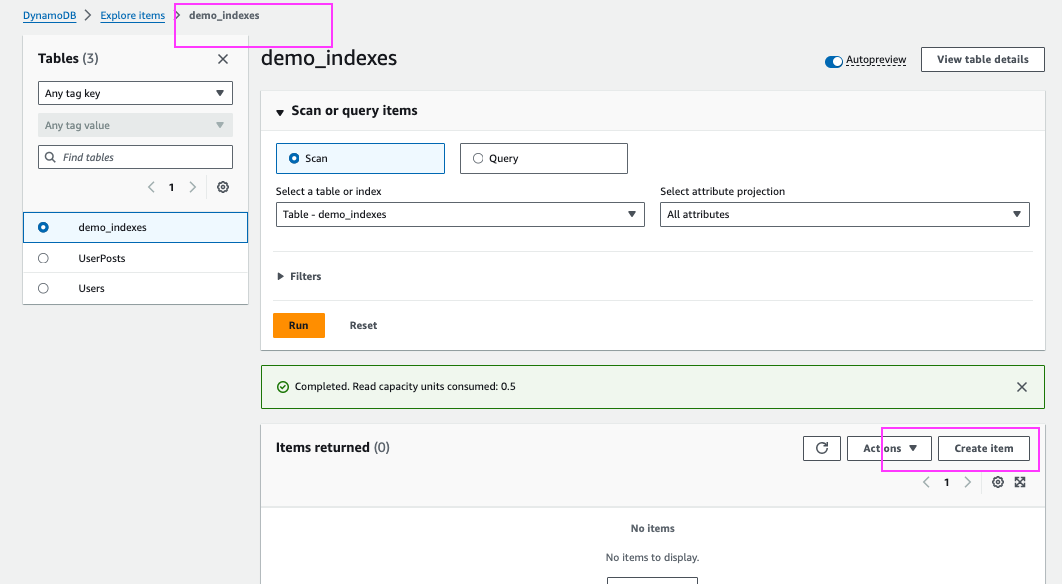 DynamoDB > Explore items > demo_indexes
Tables (3)
Any tag key
Any tag value
Find tables
1
demo_indexes
UserPosts
Users
demo_indexes
Autopreview
View table details
Scan or query items
Scan
Query
Select a table or index
Select attribute projection
Table - demo_indexes
All attributes
Filters
Run
Reset
Completed. Read capacity units consumed: 0.5
Items returned (0)
Actions
Create item
1
No items
No items to display.